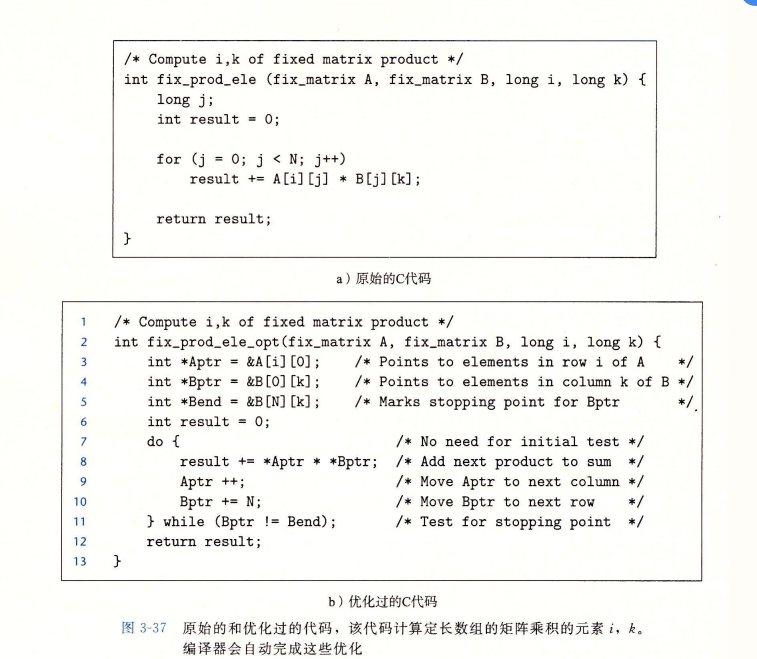 /* Compute i,k of fixed matrix product */
int fix_prod_ele (fix_matrix A, fix_matrix B, long i, long k) {
    long j;
    int result = 0;

    for (j = 0; j < N; j++)
        result += A[i][j] * B[j][k];

    return result;
}
a）原始的C代码
1 /* Compute i,k of fixed matrix product */
2 int fix_prod_ele_opt(fix_matrix A, fix_matrix B, long i, long k) {
3     int *Aptr = &A[i][0];    /* Points to elements in row i of A    */
4     int *Bptr = &B[0][k];    /* Points to elements in column k of B */
5     int *Bend = &B[N][k];    /* Marks stopping point for Bptr       */
6     int result = 0;
7     do {                          /* No need for initial test */
8         result += *Aptr * *Bptr;  /* Add next product to sum  */
9         Aptr ++;                  /* Move Aptr to next column */
10         Bptr += N;                /* Move Bptr to next row    */
11     } while (Bptr != Bend);       /* Test for stopping point  */
12     return result;
13 }
b）优化过的C代码
图 3-37 原始的和优化过的代码，该代码计算定长数组的矩阵乘积的元素 i，k。
编译器会自动完成这些优化